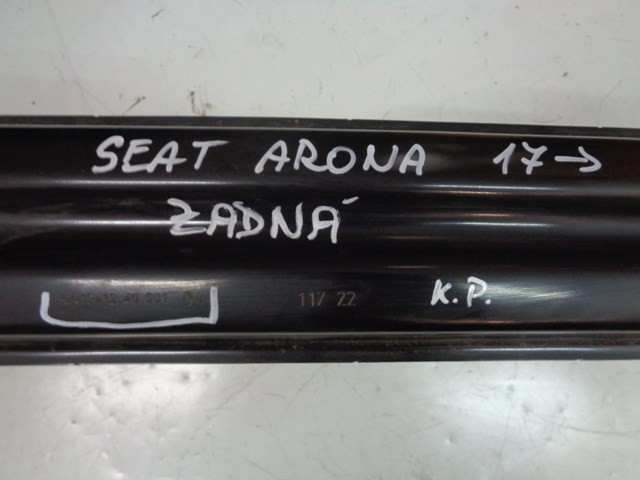 SEAT ARONA 17→
ZADNÁ
117 22 K.P.